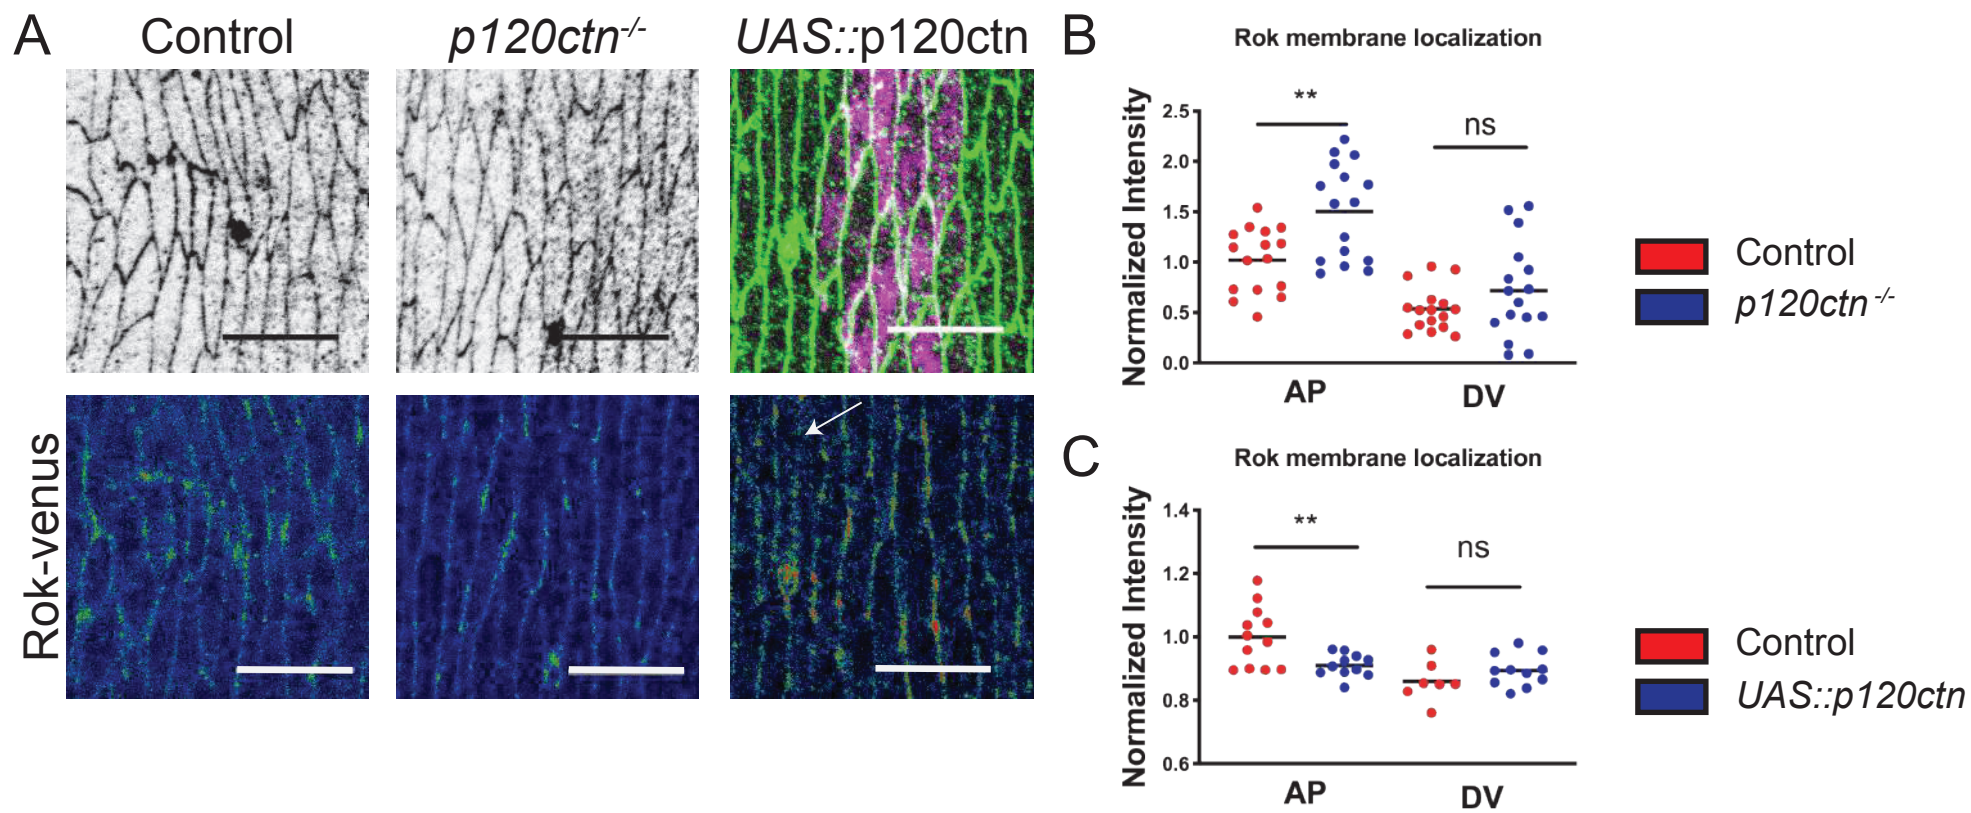 A
Control
p120ctn-/-
UAS::p120ctn
Rok-venus
B
Rok membrane localization
Normalized Intensity
2.5
2.0
1.5
1.0
0.5
0.0
**
ns
AP
DV
Control
p120ctn -/-
C
Rok membrane localization
Normalized Intensity
1.4
1.2
1.0
0.8
0.6
**
ns
AP
DV
Control
UAS::p120ctn